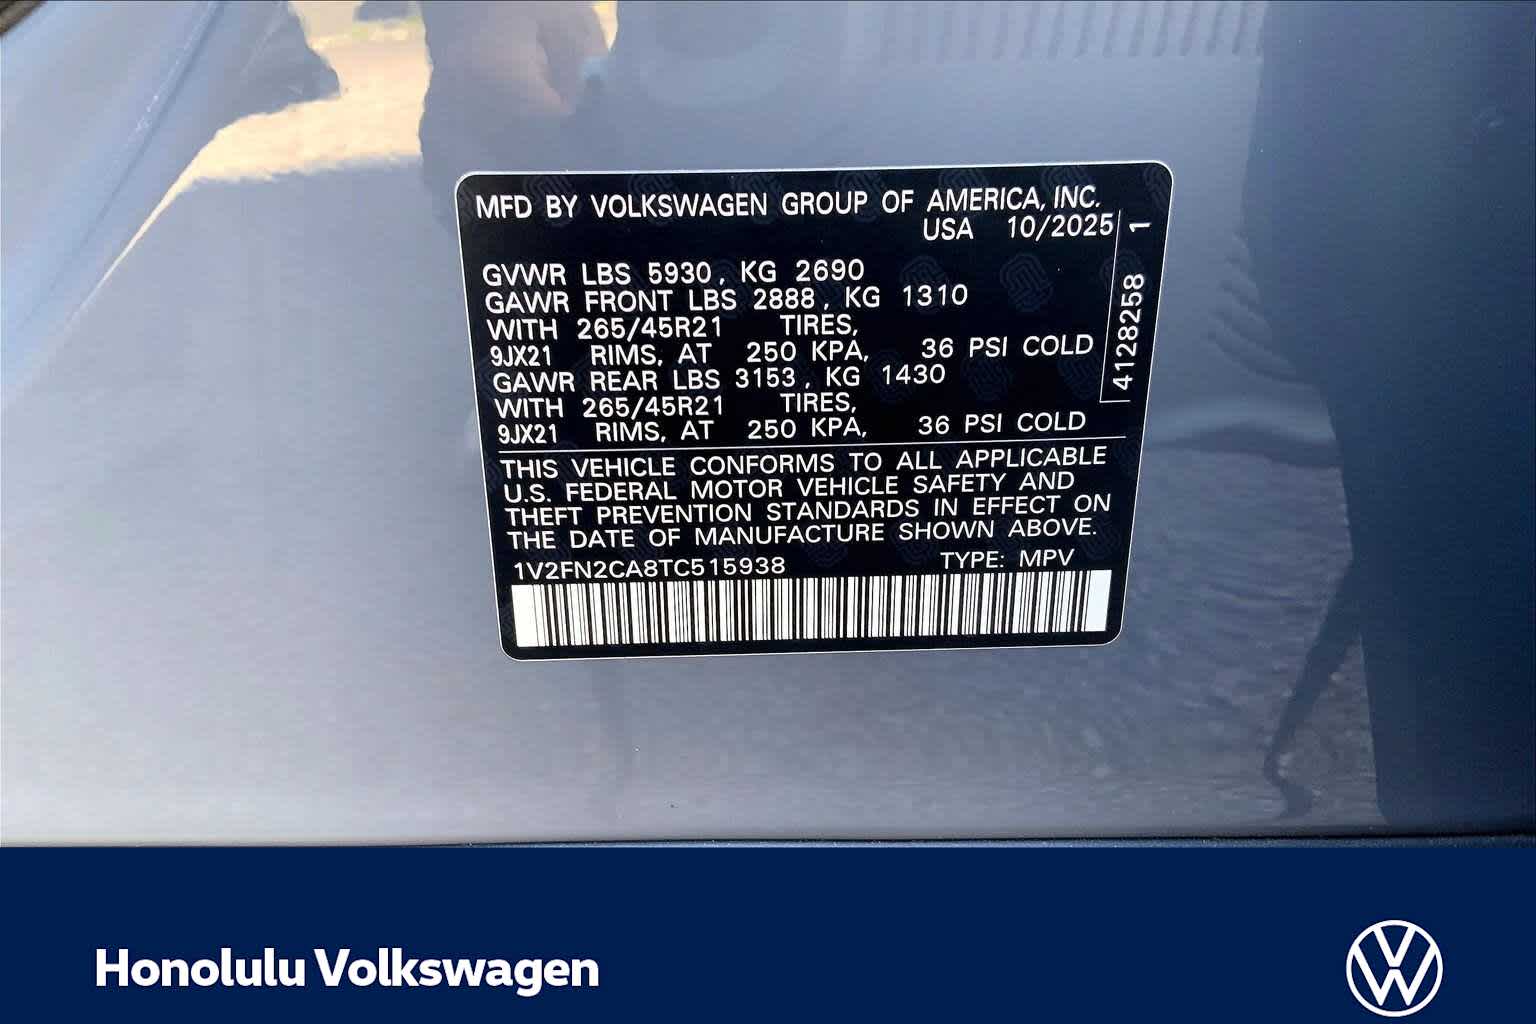 MFD BY VOLKSWAGEN GROUP OF AMERICA, INC.
USA 10/2025
GVWR LBS 5930, KG 2690
GAWR FRONT LBS 2888, KG 1310
WITH 265/45R21 TIRES,
9JX21 RIMS, AT 250 KPA, 36 PSI COLD
GAWR REAR LBS 3153, KG 1430
WITH 265/45R21 TIRES,
9JX21 RIMS, AT 250 KPA, 36 PSI COLD
4128258 1
THIS VEHICLE CONFORMS TO ALL APPLICABLE
U.S. FEDERAL MOTOR VEHICLE SAFETY AND
THEFT PREVENTION STANDARDS IN EFFECT ON
THE DATE OF MANUFACTURE SHOWN ABOVE.
1V2FN2CA8TC515938 TYPE: MPV
Honolulu Volkswagen